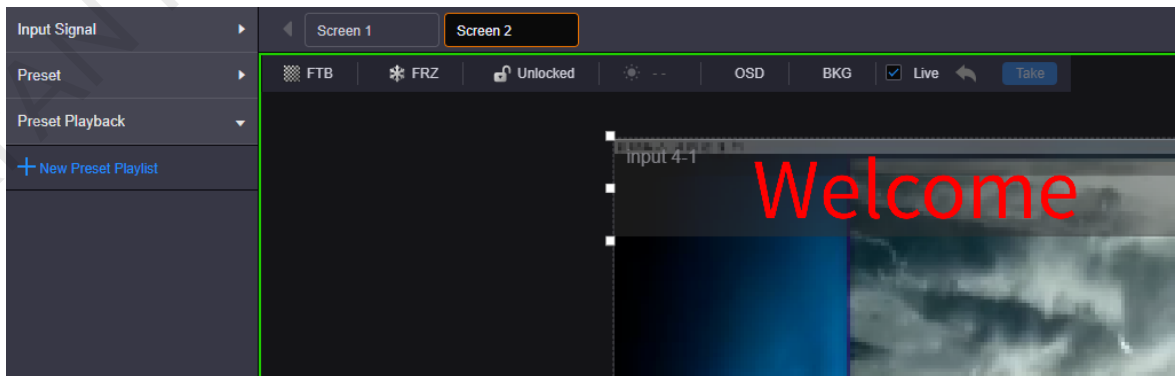 Input Signal
Screen 1
Screen 2
Preset
FTB
FRZ
Unlocked
--
OSD
BKG
Live
Take
Preset Playback
input 4-1
Welcome
New Preset Playlist